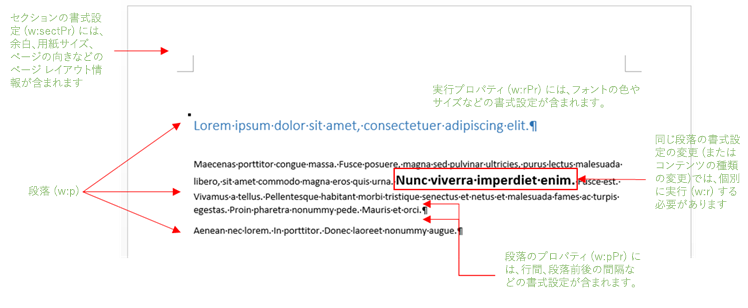 セクションの書式設
定 (w:sectPr) には、
余白、用紙サイズ、
ページの向きなどの
ページ レイアウト情
報が含まれます
実行プロパティ (w:rPr) には、フォントの色や
サイズなどの書式設定が含まれます。
Lorem·ipsum·dolor·sit·amet,·consectetuer·adipiscing·elit.¶
Maecenas·porttitor·congue·massa.·Fusce·posuere,·magna·sed·pulvinar·ultricies,·purus·lectus·malesuada·
libero,·sit·amet·commodo·magna·eros·quis·urna.·Nunc·viverra·imperdiet·enim.·Fusce·est.·
Vivamus·a·tellus.·Pellentesque·habitant·morbi·tristique·senectus·et·netus·et·malesuada·fames·ac·turpis·
egestas.·Proin·pharetra·nonummy·pede.·Mauris·et·orci.¶
Aenean·nec·lorem.·In·porttitor.·Donec·laoreet·nonummy·augue.¶
段落 (w:p)
同じ段落の書式設
定の変更 (または
コンテンツの種類
の変更) では、個別
に実行 (w:r) する
必要があります
段落のプロパティ (w:pPr) に
は、行間、段落前後の間隔な
どの書式設定が含まれます。